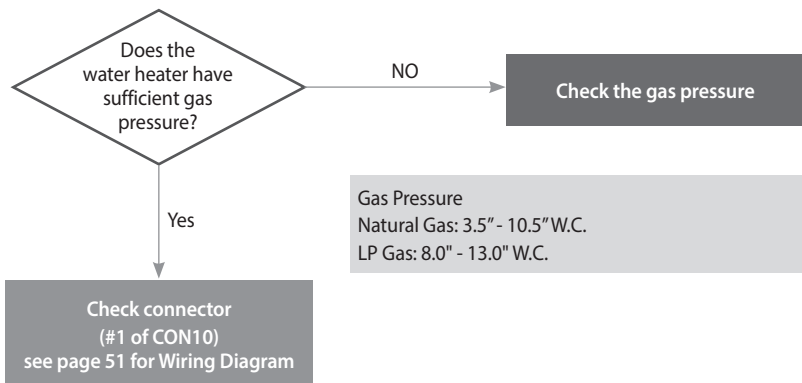 Does the
water heater have
sufficient gas
pressure?
NO
Check the gas pressure
Gas Pressure
Natural Gas: 3.5” - 10.5” W.C.
LP Gas: 8.0" - 13.0" W.C.
Yes
Check connector
(#1 of CON10)
see page 51 for Wiring Diagram